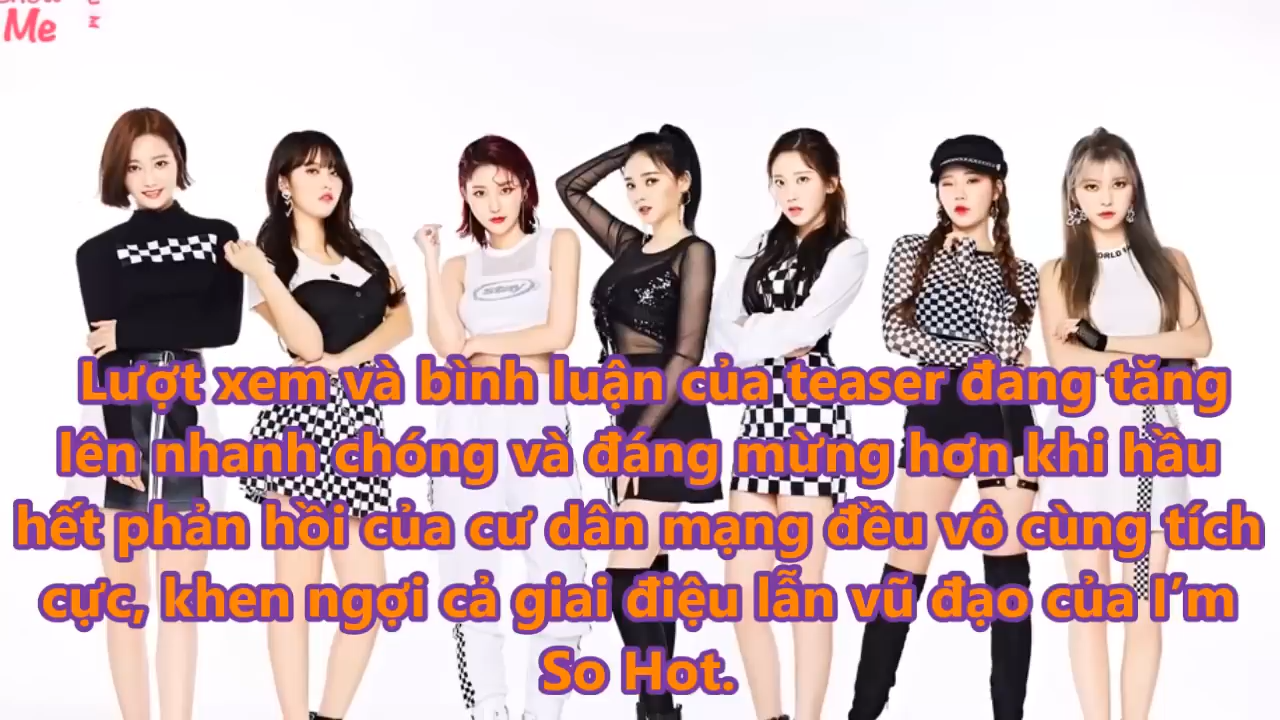 Me
Lượt xem và bình luận của teaser đang tăng
lên nhanh chóng và đáng mừng hơn khi hầu
hết phản hồi của cư dân mạng đều vô cùng tích
cực, khen ngợi cả giai điệu lẫn vũ đạo của I’m
So Hot.
stay